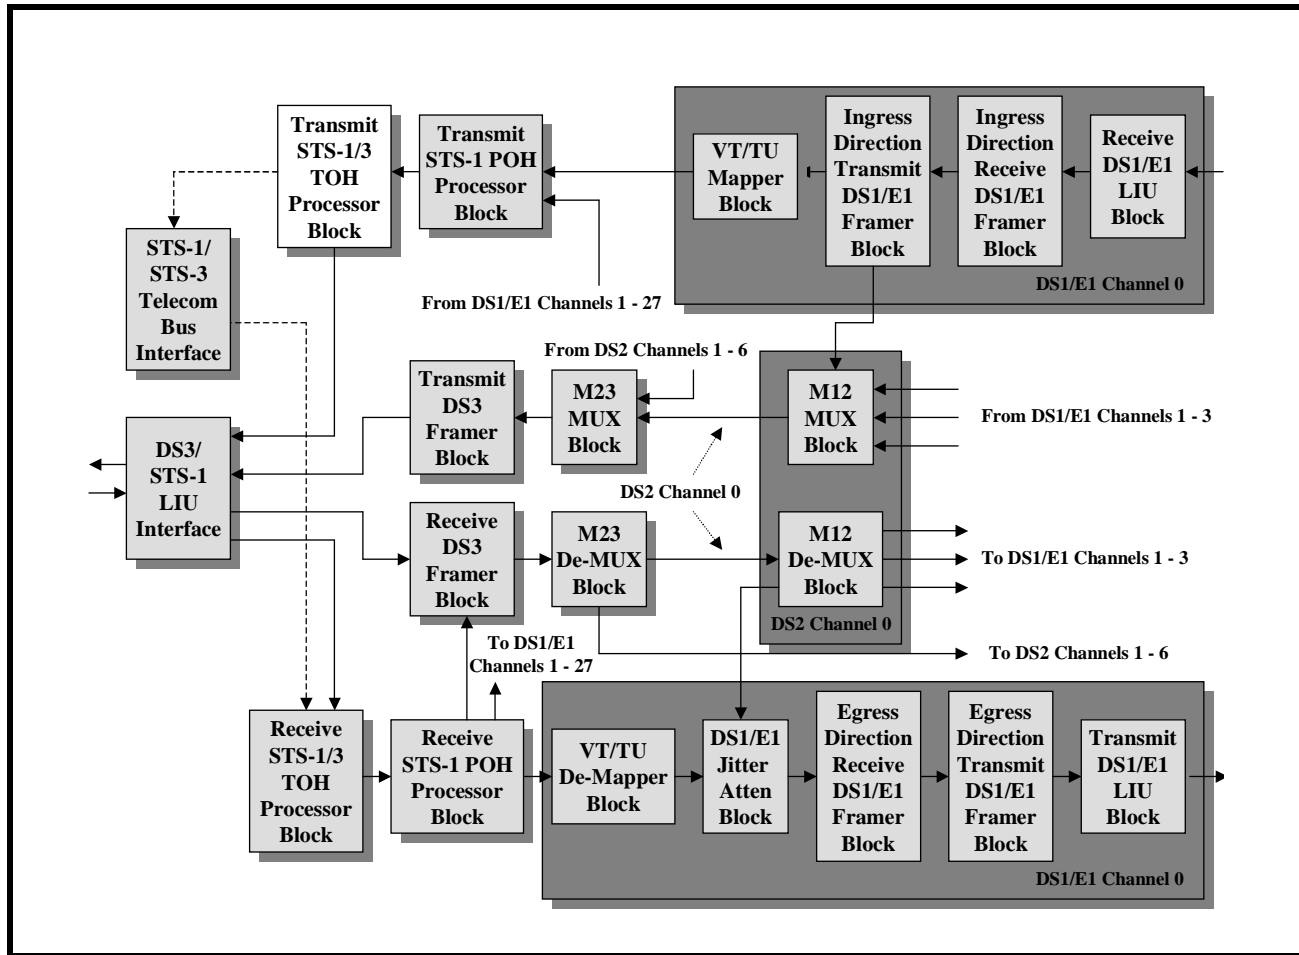 Transmit
STS-1/3
TOH
Processor
Block
Transmit
STS-1 POH
Processor
Block
VT/TU
Mapper
Block
Ingress
Direction
Transmit
DS1/E1
Framer
Block
Ingress
Direction
Receive
DS1/E1
Framer
Block
Receive
DS1/E1
LIU
Block
DS1/E1 Channel 0
STS-1/
STS-3
Telecom
Bus
Interface
From DS1/E1 Channels 1 - 27
From DS2 Channels 1 - 6
Transmit
DS3
Framer
Block
M23
MUX
Block
M12
MUX
Block
From DS1/E1 Channels 1 - 3
DS3/
STS-1
LIU
Interface
DS2 Channel 0
Receive
DS3
Framer
Block
M23
De-MUX
Block
M12
De-MUX
Block
To DS1/E1 Channels 1 - 3
DS2 Channel 0
To DS1/E1
Channels 1 - 27
To DS2 Channels 1 - 6
Receive
STS-1/3
TOH
Processor
Block
Receive
STS-1 POH
Processor
Block
VT/TU
De-Mapper
Block
DS1/E1
Jitter
Atten
Block
Egress
Direction
Receive
DS1/E1
Framer
Block
Egress
Direction
Transmit
DS1/E1
Framer
Block
Transmit
DS1/E1
LIU
Block
DS1/E1 Channel 0